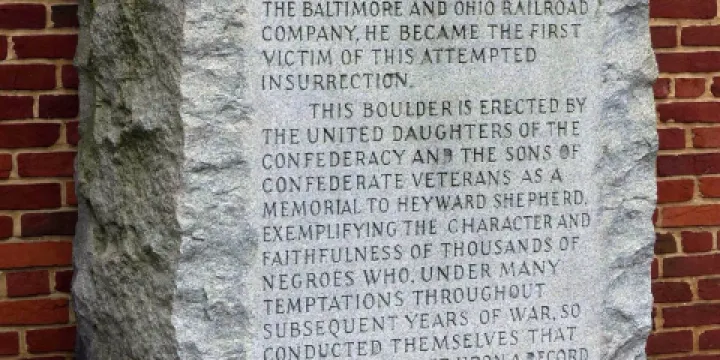 THE BALTIMORE AND OHIO RAILROAD
COMPANY, HE BECAME THE FIRST
VICTIM OF THIS ATTEMPTED
INSURRECTION.
THIS BOULDER IS ERECTED BY
THE UNITED DAUGHTERS OF THE
CONFEDERACY AND THE SONS OF
CONFEDERATE VETERANS AS A
MEMORIAL TO HEYWARD SHEPHERD,
EXEMPLIFYING THE CHARACTER AND
FAITHFULNESS OF THOUSANDS OF
NEGROES WHO, UNDER MANY
TEMPTATIONS THROUGHOUT
SUBSEQUENT YEARS OF WAR, SO
CONDUCTED THEMSELVES THAT
UPON A RECORD